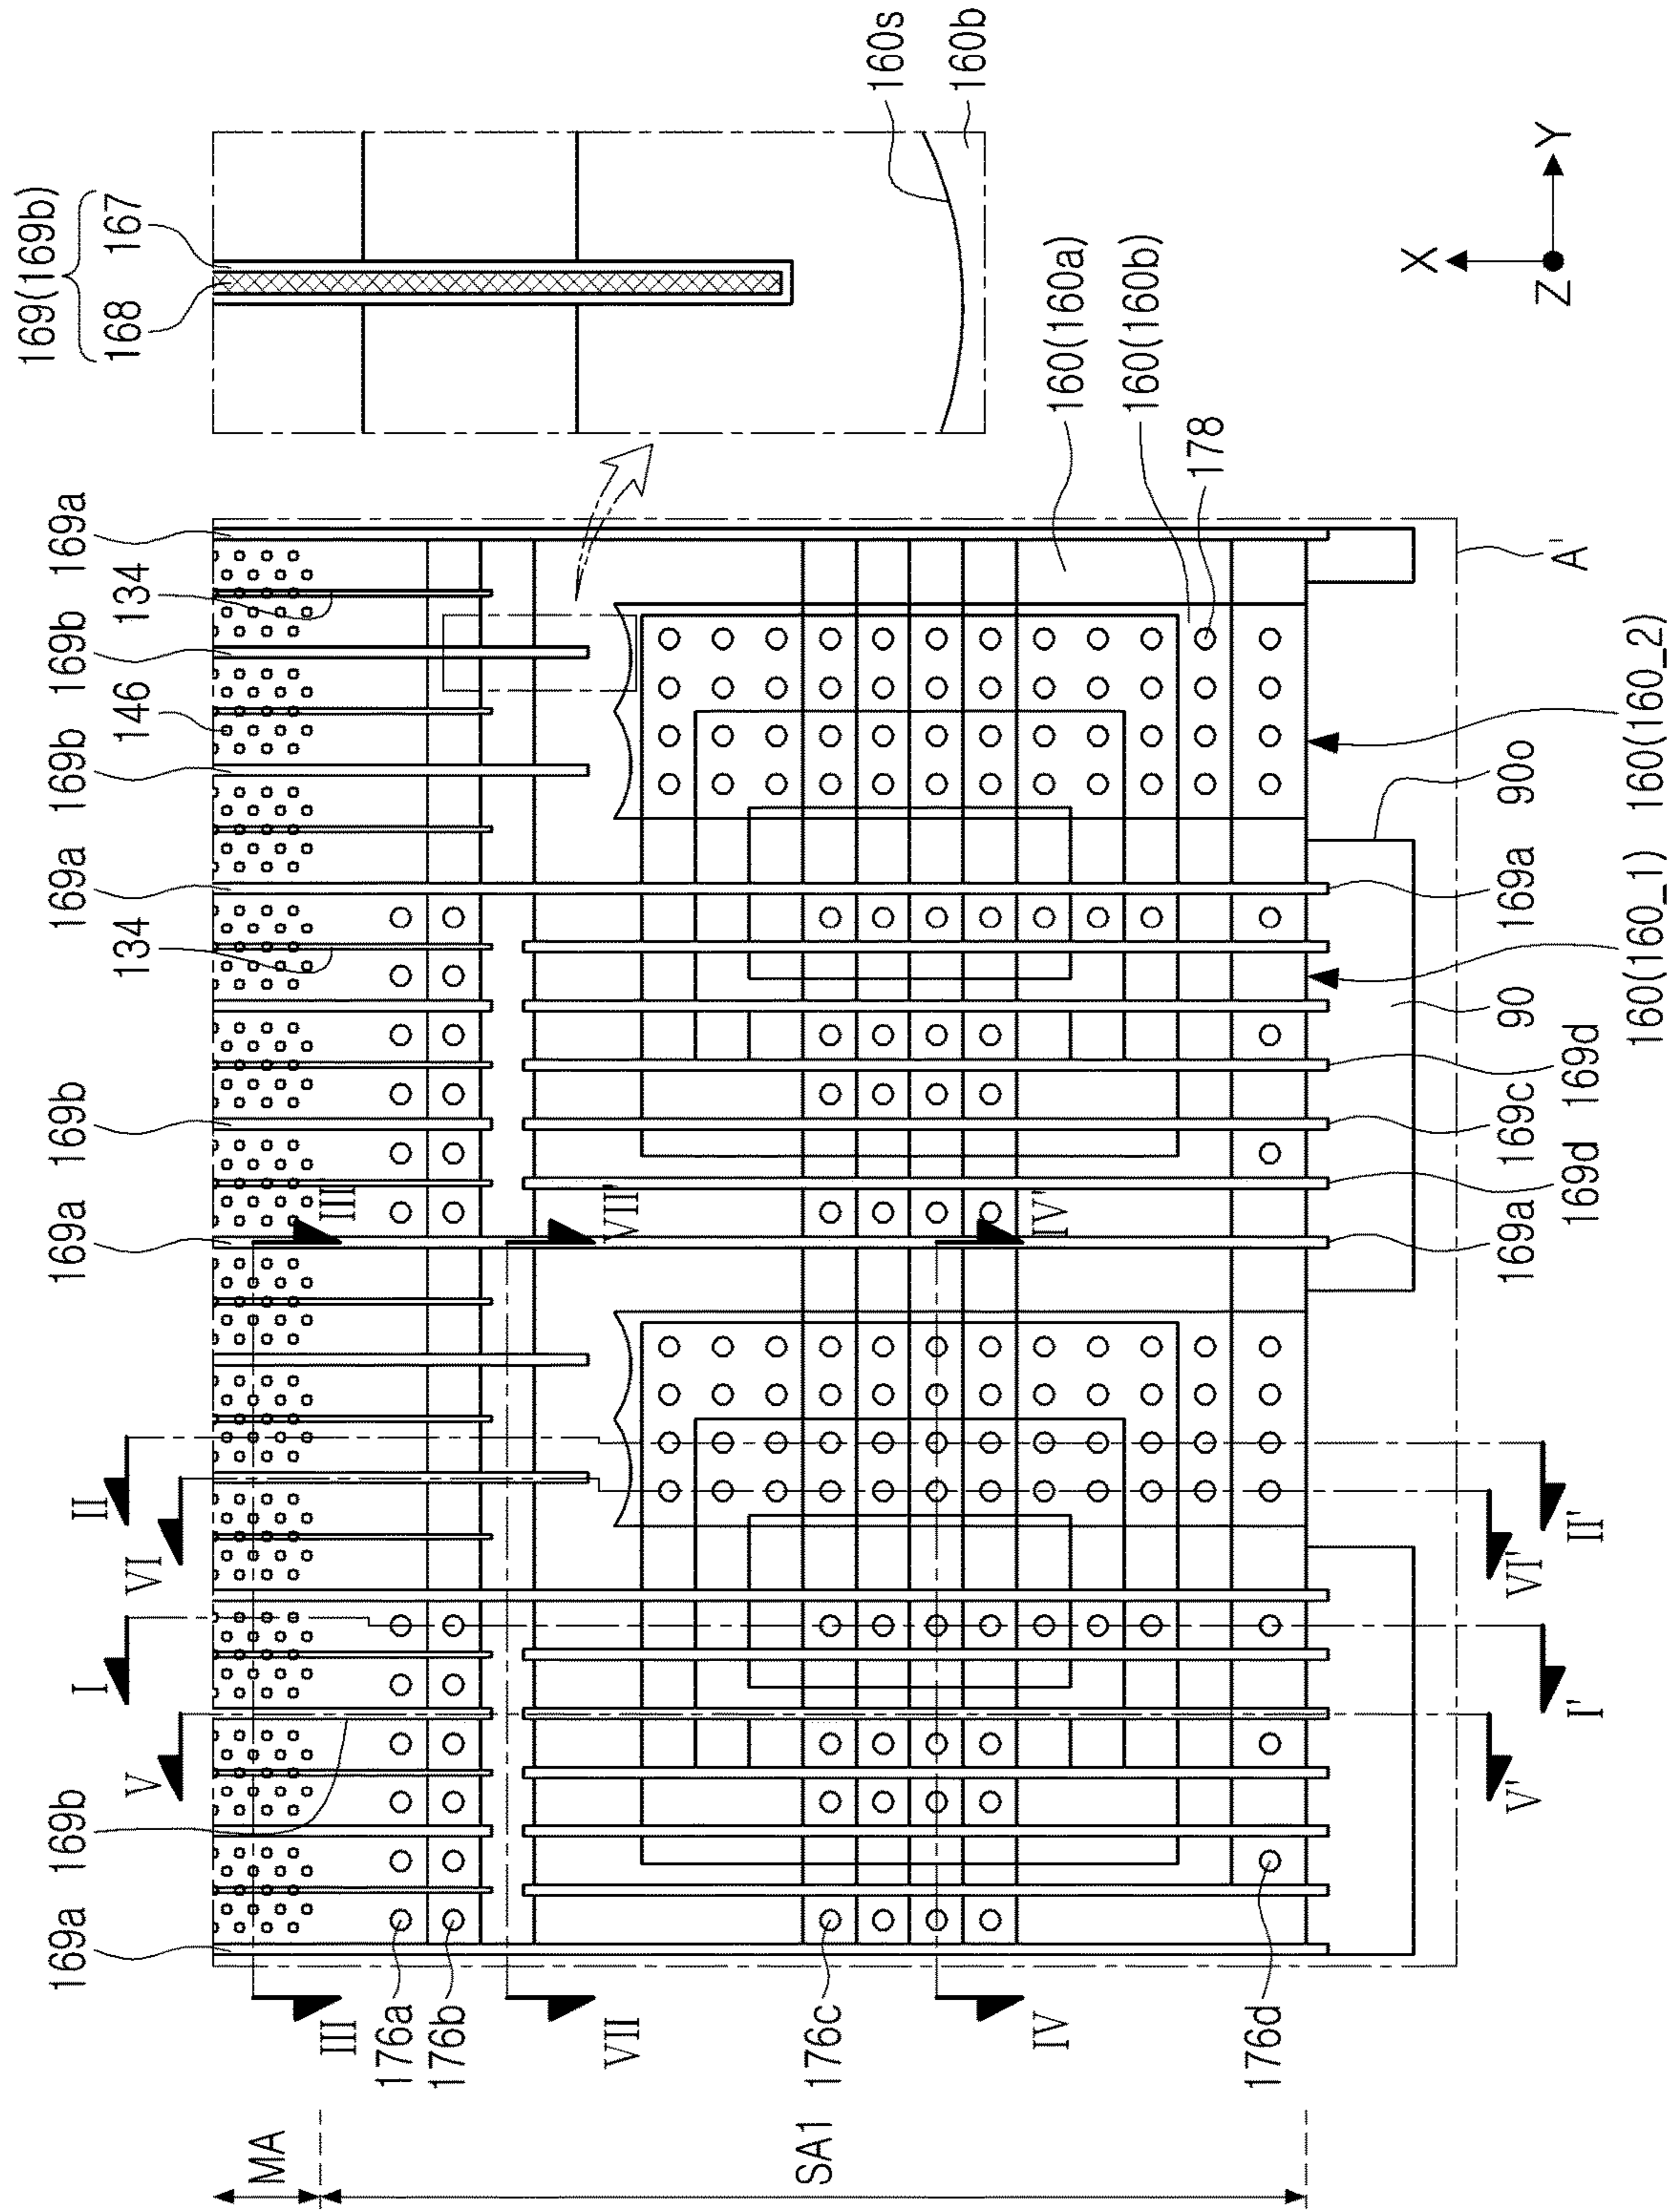 169(169b)
168 167
160s
160b
X
Y
Z
169a
134
169b
146
169b
169a
134
169b
169a
169b
169a
160(160a)
160(160b)
178
A
160(160_2)
90o
160(160_1)
169a
90
169d
169c
169d
169a
III'
VII'
IV'
II
VI
I
V
II'
VI'
I'
V'
III
176a
176b
VII
176c
IV
176d
MA
SA1